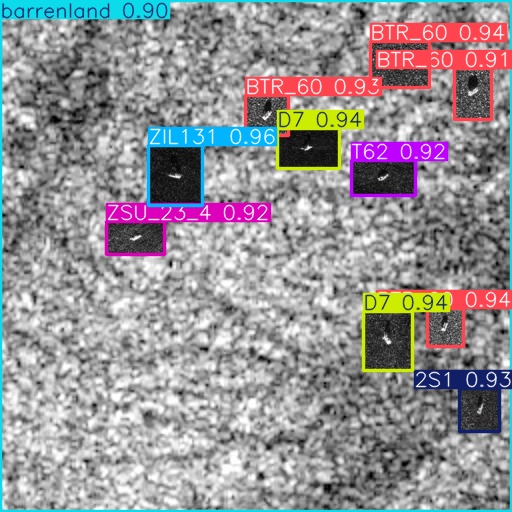 barrenland 0.90
BTR_60 0.94
BTR_60 0.91
BTR_60 0.93
D7 0.94
ZIL131 0.96
T62 0.92
ZSU_23_4 0.92
D7 0.94
0.94
2S1 0.93